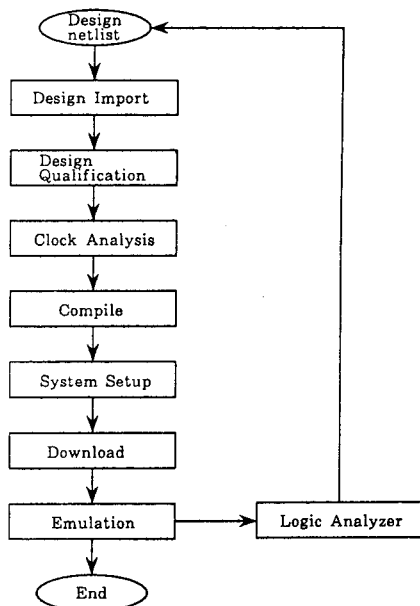 Design
netlist
Design Import
Design
Qualification
Clock Analysis
Compile
System Setup
Download
Emulation
Logic Analyzer
End